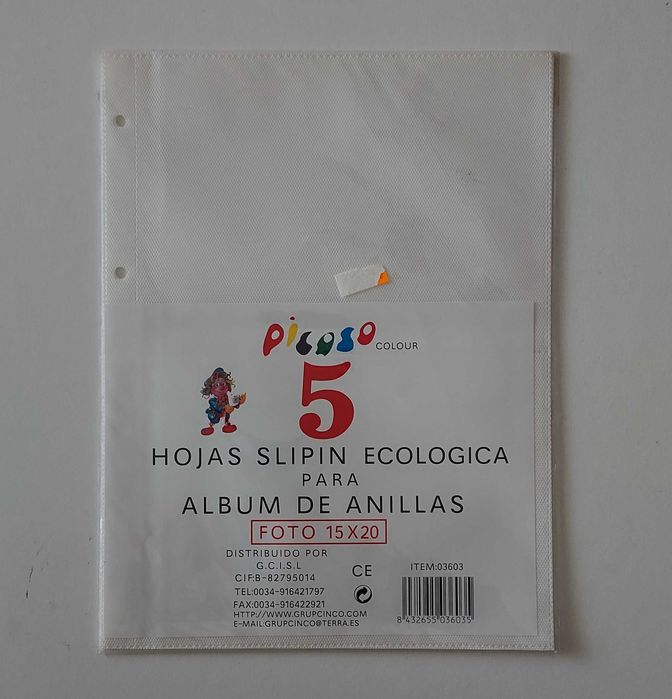 picaso COLOUR
5
HOJAS SLIPIN ECOLOGICA
PARA
ALBUM DE ANILLAS
FOTO 15X20
DISTRIBUIDO POR
G.C.I.S.L
CIF:B-82795014
TEL:0034-916421797
FAX:0034-916422921
HTTP://WWW.GRUPCINCO.COM
E-MAIL:GRUPCINCO@TERRA.ES
CE
ITEM:03603
8 432655 036035